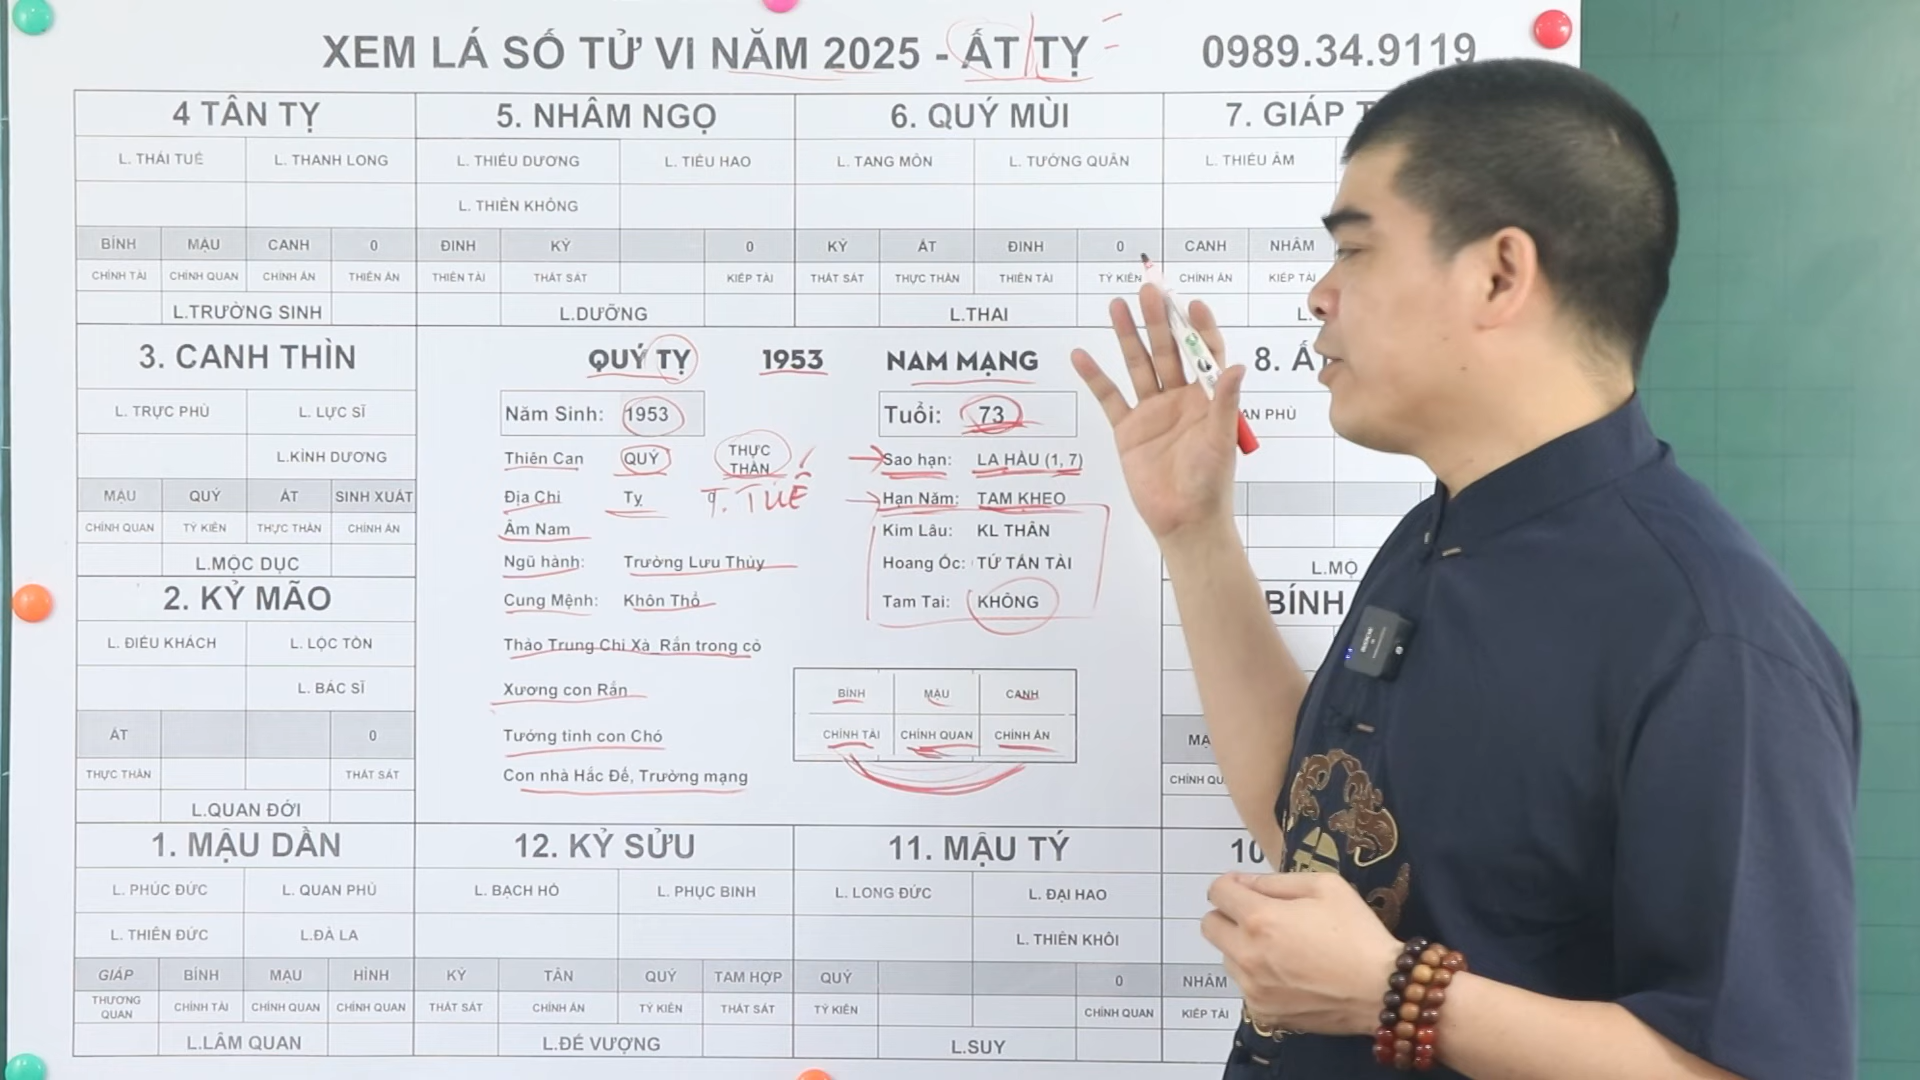 XEM LÁ SỐ TỬ VI NĂM 2025 - ẤT TỴ 0989.34.9119
4 TÂN TỴ 5. NHÂM NGỌ 6. QUÝ MÙI 7. GIÁP
L. THÁI TUẾ L. THANH LONG L. THIẾU DƯƠNG L. TIỂU HAO L. TANG MÔN L. TƯỚNG QUÂN L. THIẾU ÂM
L. THIÊN KHÔNG
BÍNH MẬU CANH 0 ĐINH KỶ 0 KỶ ẤT ĐINH 0 CANH NHÂM
CHÍNH TÀI CHÍNH QUAN CHÍNH ẤN THIÊN ẤN THIÊN TÀI THẤT SÁT KIẾP TÀI THẤT SÁT THỰC THẦN THIÊN TÀI TỶ KIÊN CHÍNH ẤN KIẾP TÀI
L.TRƯỜNG SINH L.DƯỠNG L.THAI L.
3. CANH THÌN
L. TRỰC PHÙ L. LỰC SĨ
L.KÌNH DƯƠNG
MẬU QUÝ ẤT SINH XUẤT
CHÍNH QUAN TỶ KIÊN THỰC THẦN CHÍNH ẤN
L.MỘC DỤC
2. KỶ MÃO
L. ĐIẾU KHÁCH L. LỘC TỒN
L. BÁC SĨ
ẤT 0
THỰC THẦN THẤT SÁT
L.QUAN ĐỚI
QUÝ TỴ 1953 NAM MẠNG
Năm Sinh: 1953 Tuổi: 73
Thiên Can QUÝ THỰC THẦN Sao hạn: LA HẦU (1, 7)
Địa Chi Tỵ T. TUẾ Hạn Năm: TAM KHEO
Âm Nam Kim Lâu: KL THÂN
Ngũ hành: Trường Lưu Thủy Hoang Ốc: TỨ TẤN TÀI
Cung Mệnh: Khôn Thổ Tam Tai: KHÔNG
Thảo Trung Chi Xà_Rắn trong cỏ
Xương con Rắn BÍNH MẬU CANH
Tướng tinh con Chó CHÍNH TÀI CHÍNH QUAN CHÍNH ẤN
Con nhà Hắc Đế, Trường mạng
8.
L.MỘ
BÍNH
CHÍNH
1. MẬU DẦN 12. KỶ SỬU 11. MẬU TÝ 10
L. PHÚC ĐỨC L. QUAN PHỦ L. BẠCH HỔ L. PHỤC BINH L. LONG ĐỨC L. ĐẠI HAO
L. THIÊN ĐỨC L.ĐÀ LA L. THIÊN KHÔI
GIÁP BÍNH MẬU HÌNH KỶ TÂN QUÝ TAM HỢP QUÝ 0 NHÂM
THƯƠNG QUAN CHÍNH TÀI CHÍNH QUAN CHÍNH QUAN THẤT SÁT CHÍNH ẤN TỶ KIÊN THẤT SÁT TỶ KIÊN CHÍNH QUAN KIẾP TÀI
L.LÂM QUAN L.ĐẾ VƯỢNG L.SUY